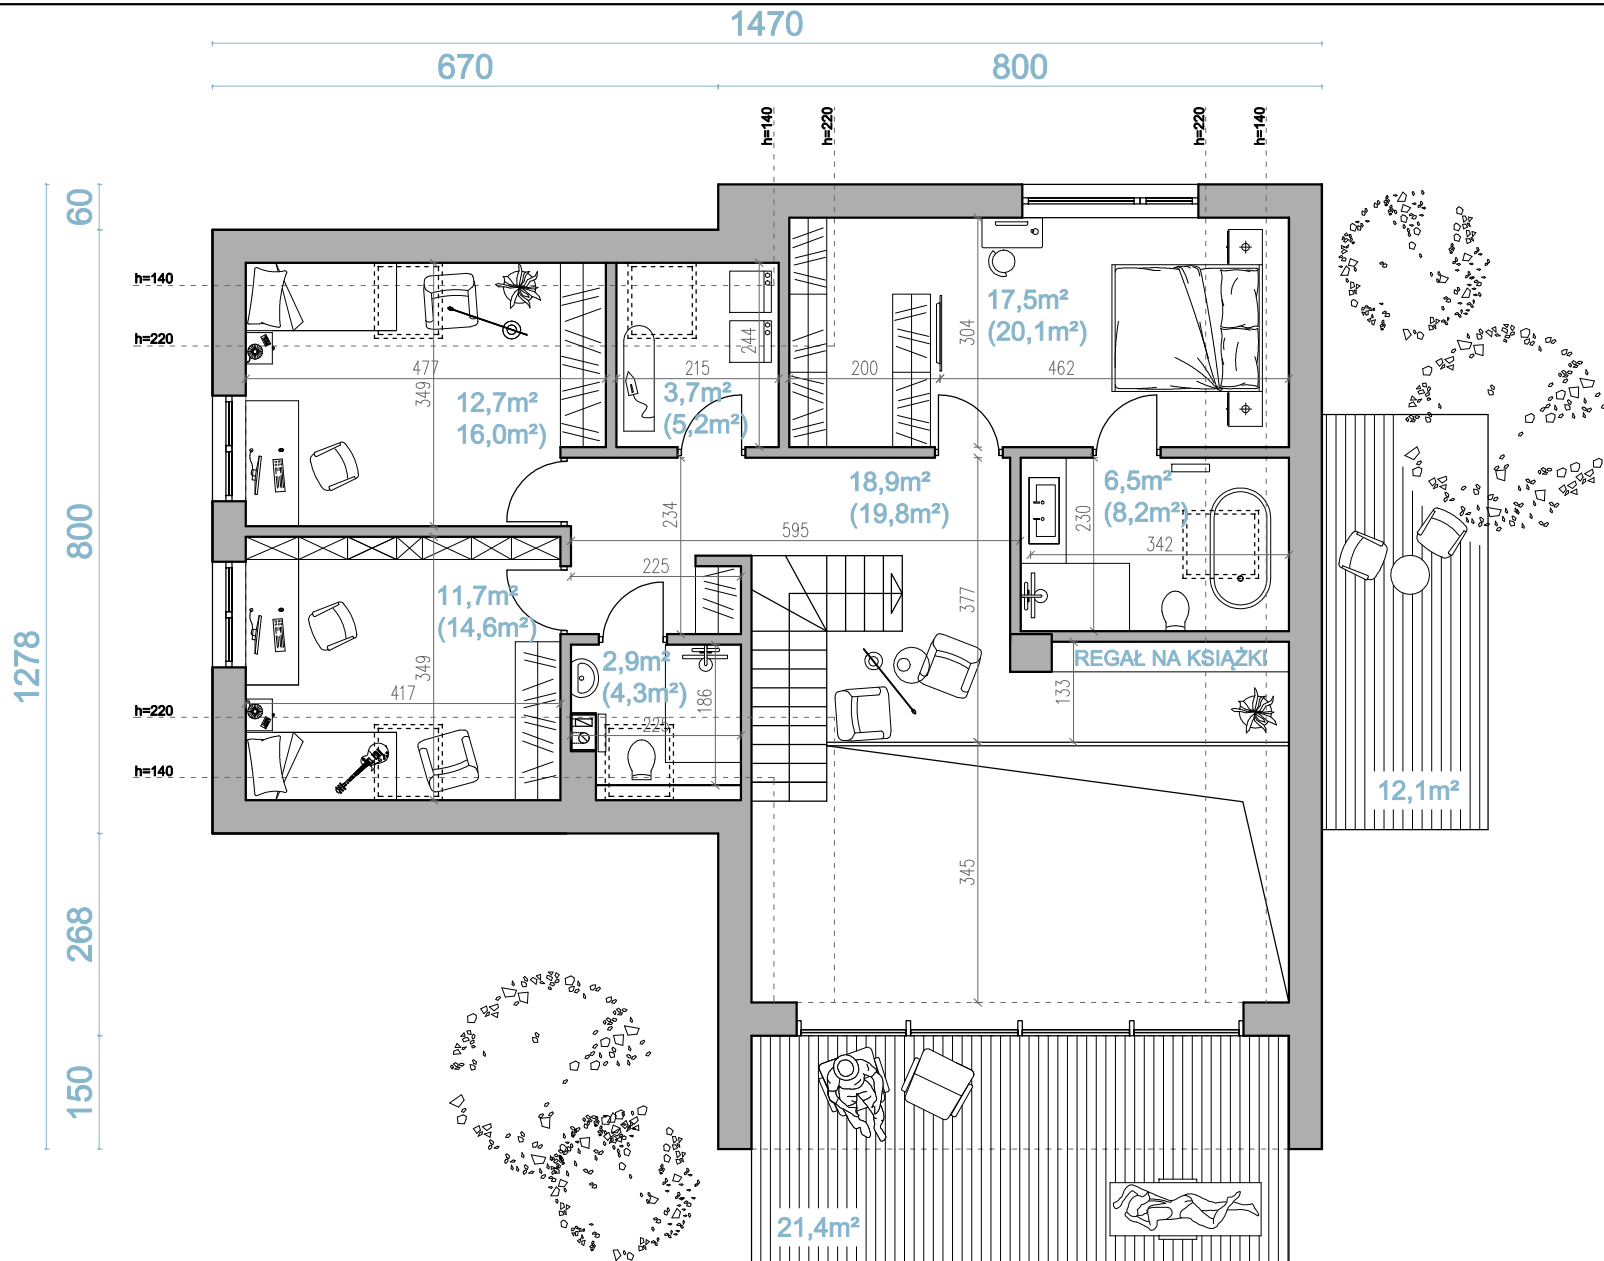 1470
670
800
h=140
h=220
h=220
h=140
60
800
1278
268
150
h=140
h=220
h=220
h=140
477
349
12,7m²
16,0m²)
215
244
3,7m²
(5,2m²)
200
304
462
17,5m²
(20,1m²)
18,9m²
(19,8m²)
6,5m²
(8,2m²)
230
342
234
595
225
377
11,7m²
(14,6m²)
349
417
2,9m²
(4,3m²)
186
225
REGAŁ NA KSIĄŻKI
133
345
12,1m²
21,4m²